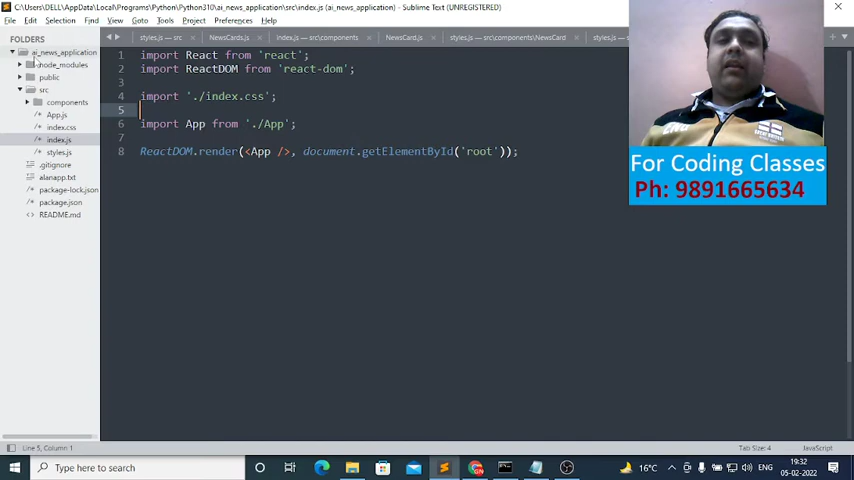 C:\Users\DELL\AppData\Local\Programs\Python\Python310\ai_news_application\src\index.js (ai_news_application) - Sublime Text (UNREGISTERED)
File Edit Selection Find View Goto Tools Project Preferences Help
FOLDERS
ai_news_application
node_modules
public
src
components
App.js
index.css
index.js
styles.js
.gitignore
alanapp.txt
package-lock.json
package.json
README.md
styles.js — src
NewsCards.js
index.js — src\components
NewsCard.js
styles.js — src\components\NewsCard
styles.js —
1 import React from 'react';
2 import ReactDOM from 'react-dom';
3
4 import './index.css';
5
6 import App from './App';
7
8 ReactDOM.render(<App />, document.getElementById('root'));
For Coding Classes
Ph: 9891665634
Line 5, Column 1
Tab Size: 4
JavaScript
Type here to search
16°C
ENG
19:32
05-02-2022